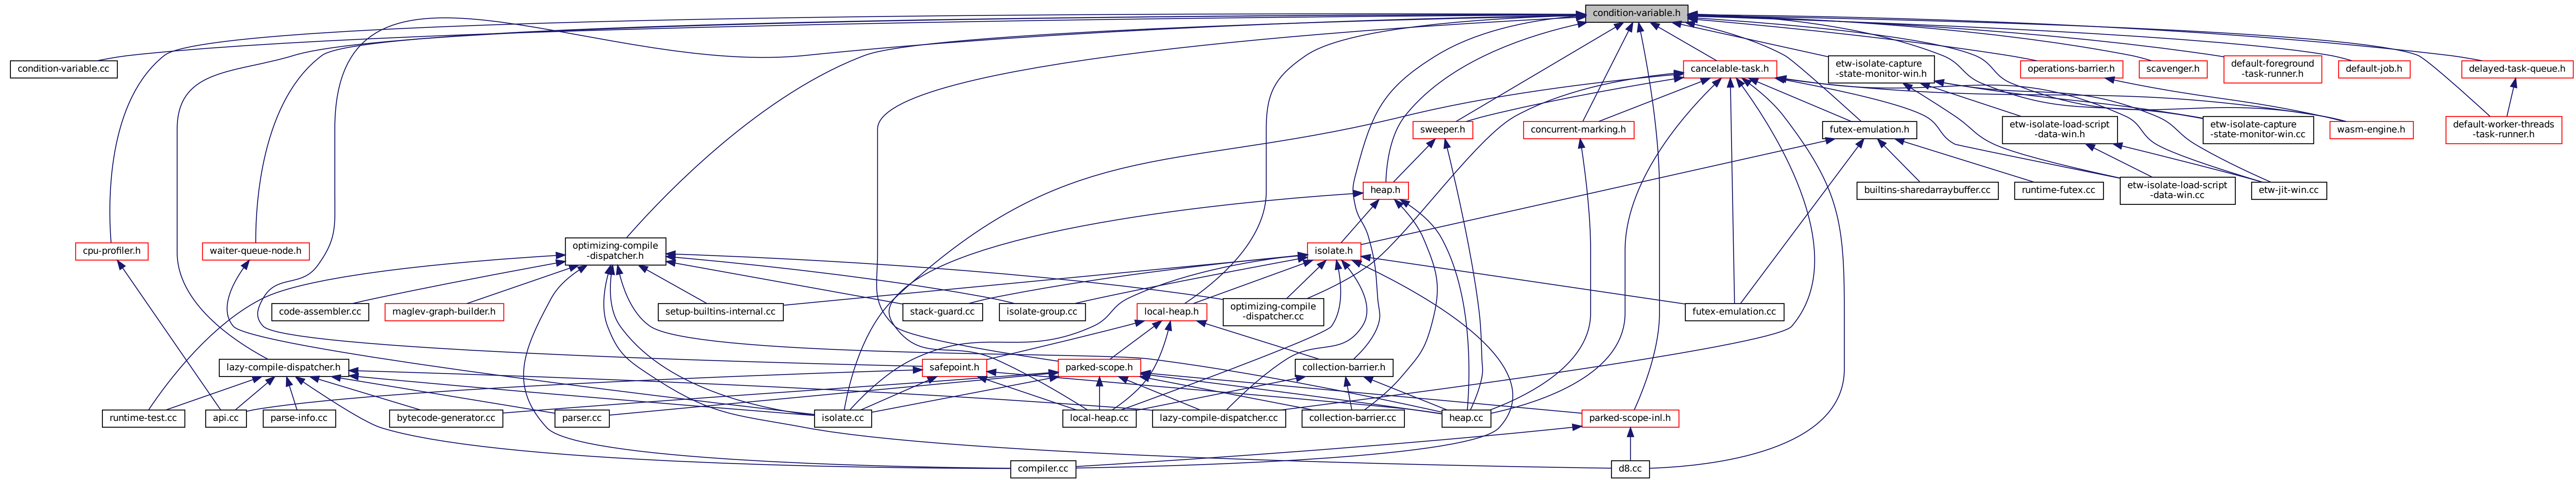 condition-variable.h
condition-variable.cc
cancelable-task.h
etw-isolate-capture
-state-monitor-win.h
operations-barrier.h
scavenger.h
default-foreground
-task-runner.h
default-job.h
delayed-task-queue.h
sweeper.h
concurrent-marking.h
futex-emulation.h
etw-isolate-load-script
-data-win.h
etw-isolate-capture
-state-monitor-win.cc
wasm-engine.h
default-worker-threads
-task-runner.h
heap.h
builtins-sharedarraybuffer.cc
runtime-futex.cc
etw-isolate-load-script
-data-win.cc
etw-jit-win.cc
cpu-profiler.h
waiter-queue-node.h
optimizing-compile
-dispatcher.h
isolate.h
code-assembler.cc
maglev-graph-builder.h
setup-builtins-internal.cc
stack-guard.cc
isolate-group.cc
local-heap.h
optimizing-compile
-dispatcher.cc
futex-emulation.cc
lazy-compile-dispatcher.h
safepoint.h
parked-scope.h
collection-barrier.h
runtime-test.cc
api.cc
parse-info.cc
bytecode-generator.cc
parser.cc
isolate.cc
local-heap.cc
lazy-compile-dispatcher.cc
collection-barrier.cc
heap.cc
parked-scope-inl.h
compiler.cc
d8.cc